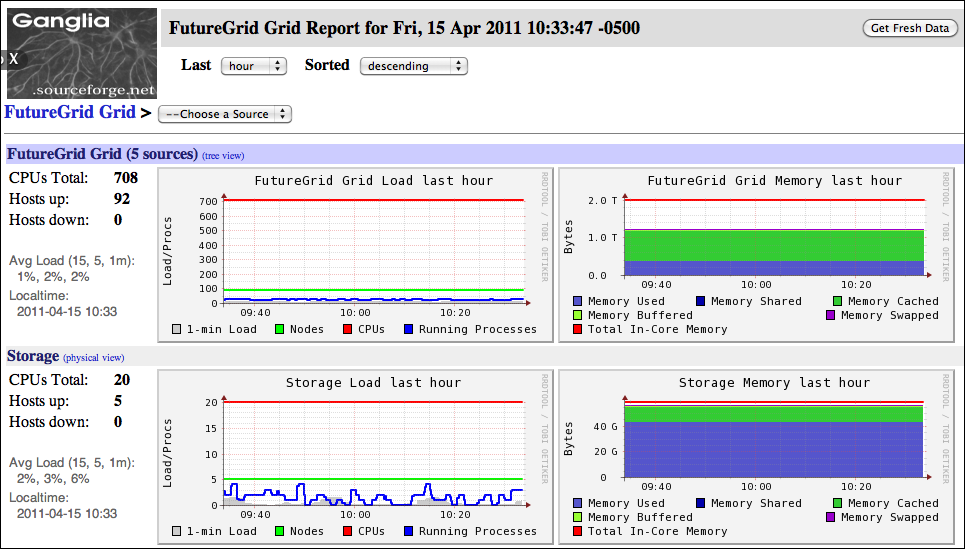 Ganglia
.sourceforge.net
X
FutureGrid Grid Report for Fri, 15 Apr 2011 10:33:47 -0500
Get Fresh Data
Last hour Sorted descending
FutureGrid Grid > --Choose a Source
FutureGrid Grid (5 sources) (tree view)
CPUs Total: 708
Hosts up: 92
Hosts down: 0
Avg Load (15, 5, 1m):
1%, 2%, 2%
Localtime:
2011-04-15 10:33
FutureGrid Grid Load last hour
RRDTOOL / TOBI OETIKER
Load/Procs
700
600
500
400
300
200
100
0
09:40 10:00 10:20
1-min Load Nodes CPUs Running Processes
FutureGrid Grid Memory last hour
RRDTOOL / TOBI OETIKER
Bytes
2.0 T
1.0 T
0.0
09:40 10:00 10:20
Memory Used Memory Shared Memory Cached
Memory Buffered Memory Swapped
Total In-Core Memory
Storage (physical view)
CPUs Total: 20
Hosts up: 5
Hosts down: 0
Avg Load (15, 5, 1m):
2%, 3%, 6%
Localtime:
2011-04-15 10:33
Storage Load last hour
RRDTOOL / TOBI OETIKER
Load/Procs
20
15
10
5
0
09:40 10:00 10:20
1-min Load Nodes CPUs Running Processes
Storage Memory last hour
RRDTOOL / TOBI OETIKER
Bytes
40 G
20 G
0
09:40 10:00 10:20
Memory Used Memory Shared Memory Cached
Memory Buffered Memory Swapped
Total In-Core Memory